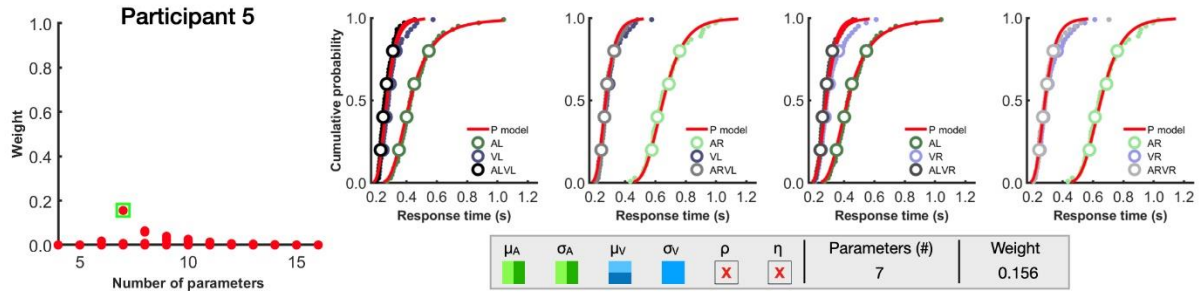 Participant 5
Weight
1.0
0.8
0.6
0.4
0.2
0.0
5
10
15
Number of parameters
Cumulative probability
1.0
0.5
0.0
P model
AL
VL
ALVL
0.2 0.4 0.6 0.8 1.0 1.2
Response time (s)
1.0
0.5
0.0
P model
AR
VL
ARVL
0.2 0.4 0.6 0.8 1.0 1.2
Response time (s)
1.0
0.5
0.0
P model
AL
VR
ALVR
0.2 0.4 0.6 0.8 1.0 1.2
Response time (s)
1.0
0.5
0.0
P model
AR
VR
ARVR
0.2 0.4 0.6 0.8 1.0 1.2
Response time (s)
μA σA μV σV ρ η Parameters (#) Weight
X X 7 0.156